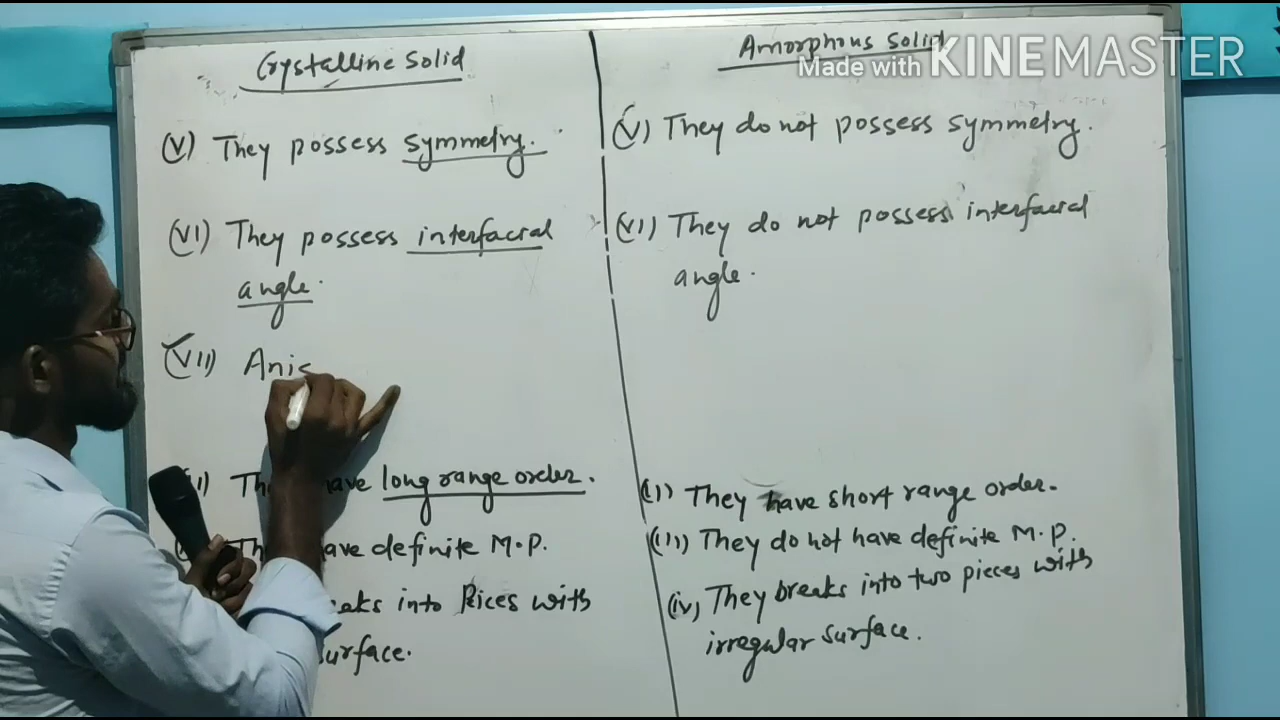 Crystalline Solid
(V) They possess symmetry.
(VI) They possess interfacial
angle.
(VII) Anis
have long range order.
have definite M.P.
eaks into Pices with
surface.
Amorphous Solid
Made with KINEMASTER
(V) They do not possess symmetry.
(VI) They do not possess interfacial
angle.
(I) They have short range order.
(III) They do not have definite M.P.
(iv) They breaks into two pieces with
irregular surface.